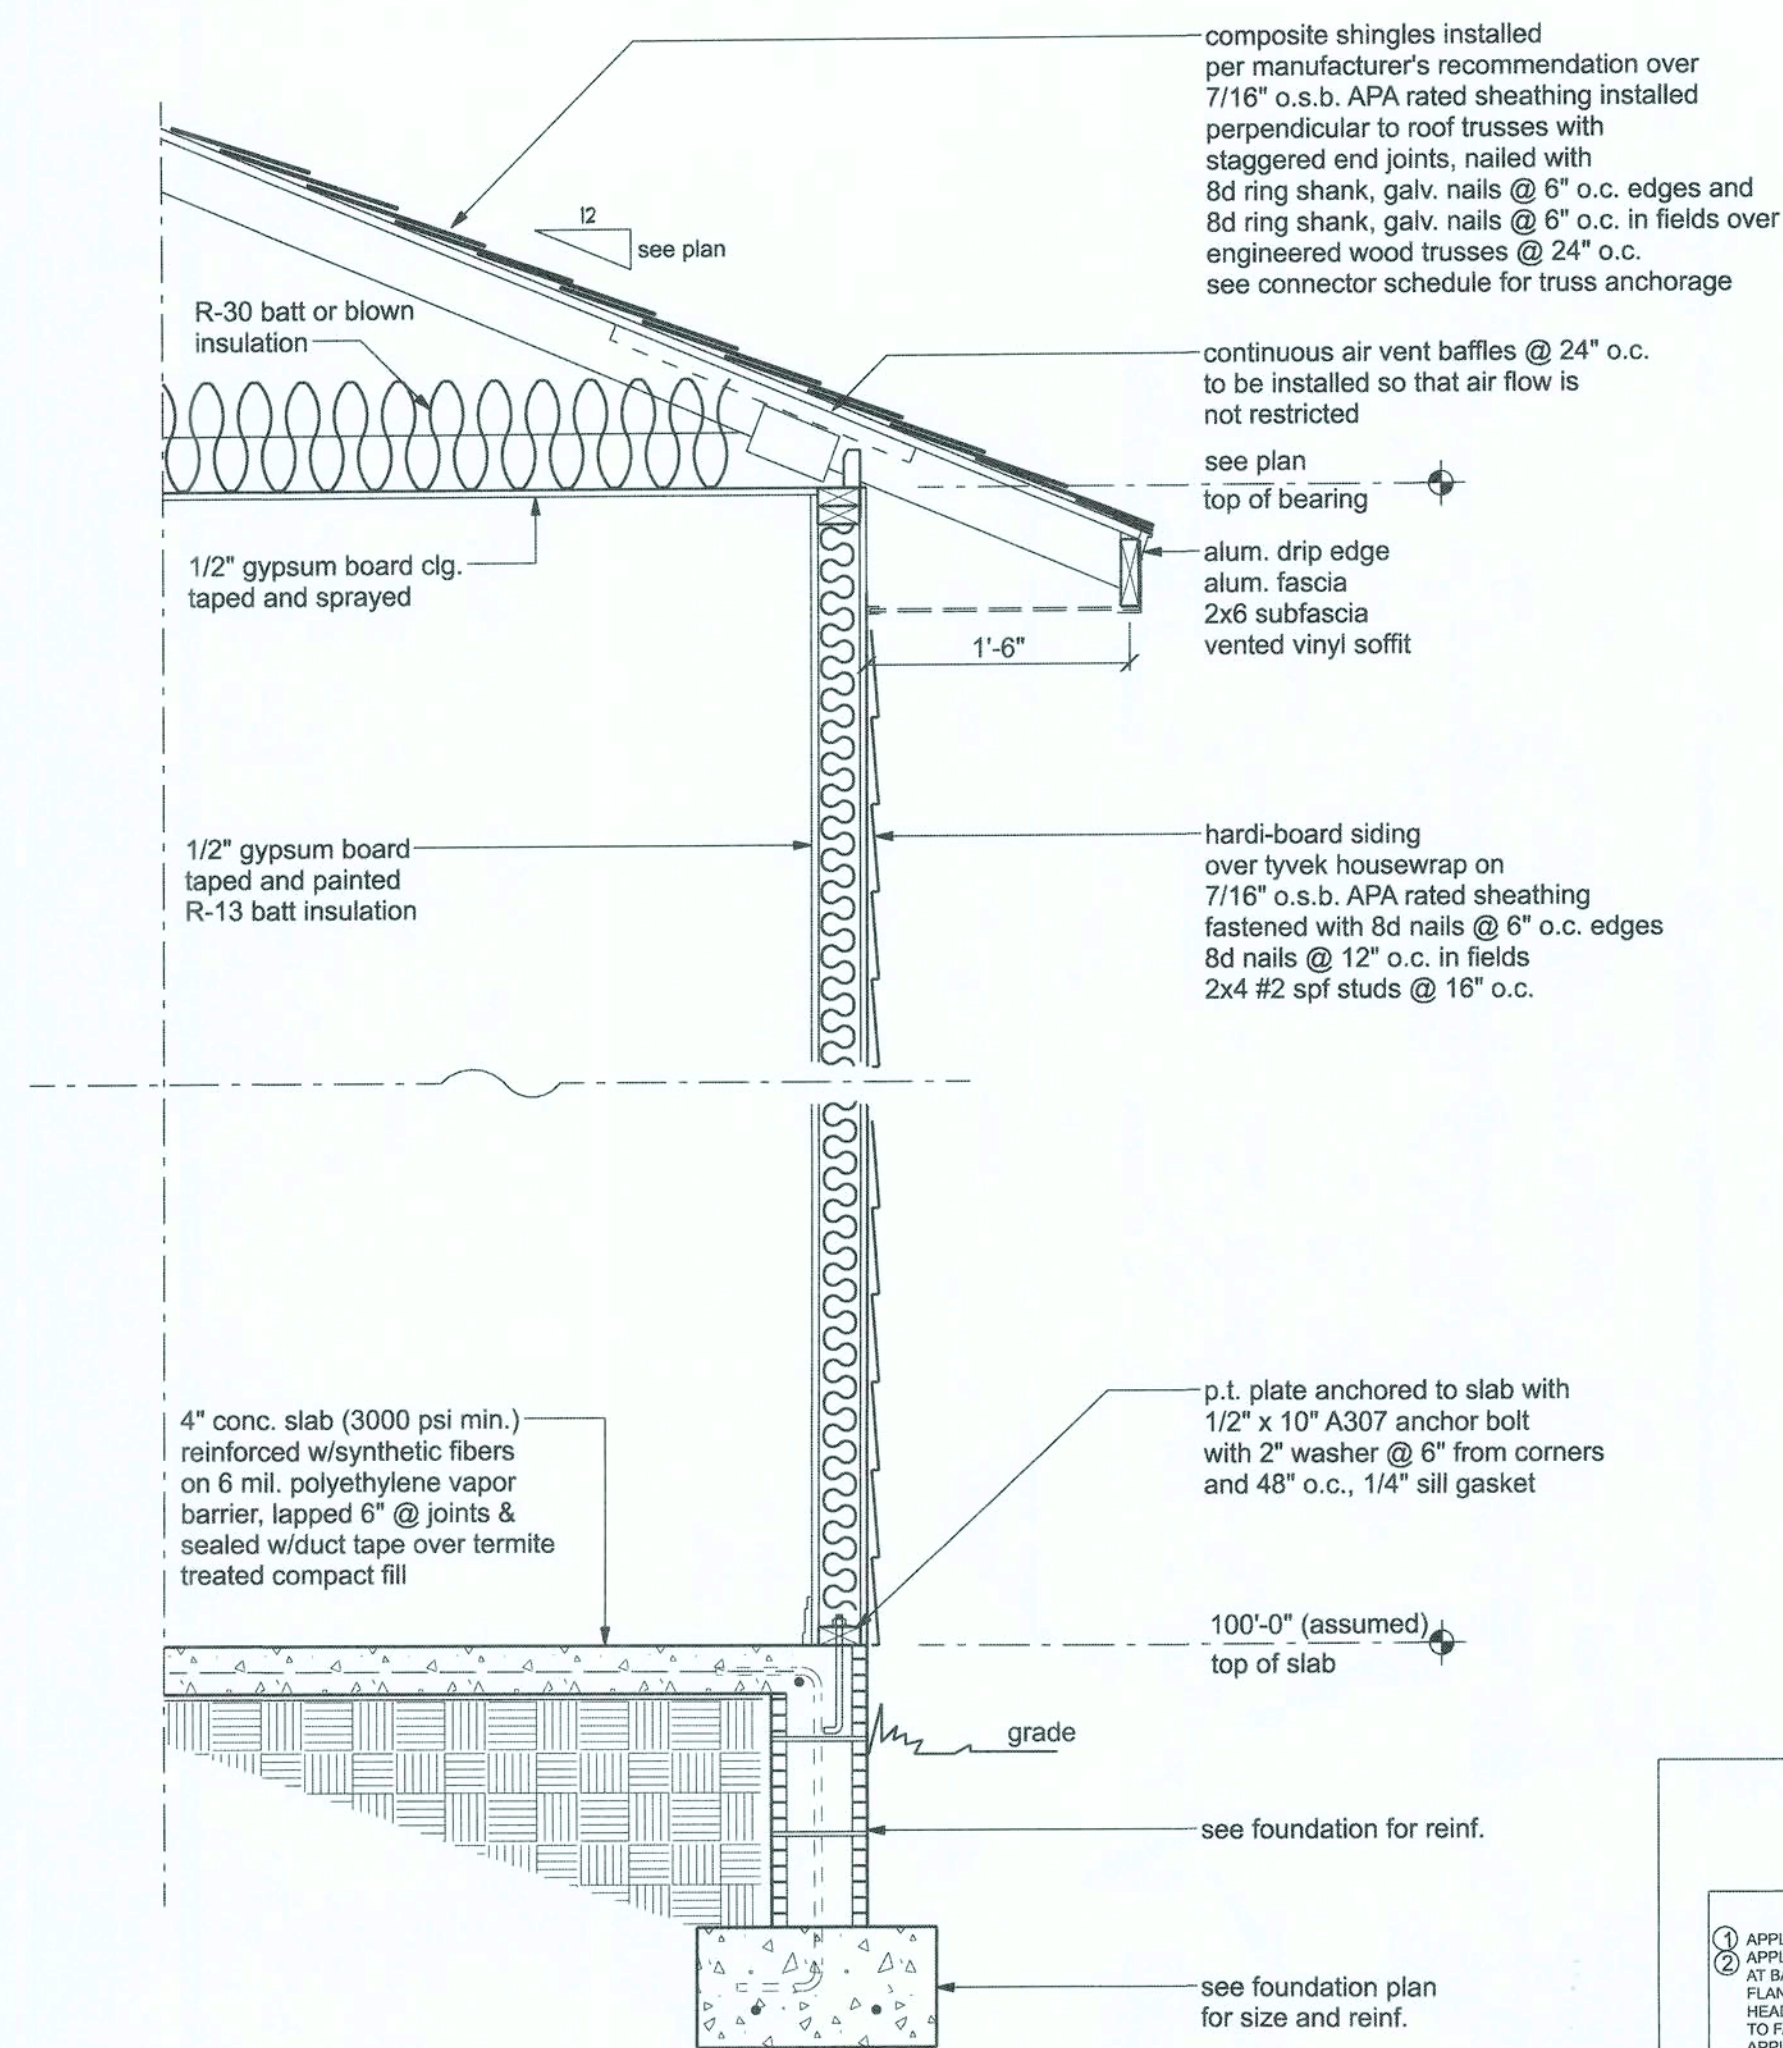 composite shingles installed
per manufacturer's recommendation over
7/16" o.s.b. APA rated sheathing installed
perpendicular to roof trusses with
staggered end joints, nailed with
8d ring shank, galv. nails @ 6" o.c. edges and
8d ring shank, galv. nails @ 6" o.c. in fields over
engineered wood trusses @ 24" o.c.
see connector schedule for truss anchorage
12
see plan
R-30 batt or blown
insulation
continuous air vent baffles @ 24" o.c.
to be installed so that air flow is
not restricted
see plan
top of bearing
1/2" gypsum board clg.
taped and sprayed
alum. drip edge
alum. fascia
2x6 subfascia
vented vinyl soffit
1'-6"
1/2" gypsum board
taped and painted
R-13 batt insulation
hardi-board siding
over tyvek housewrap on
7/16" o.s.b. APA rated sheathing
fastened with 8d nails @ 6" o.c. edges
8d nails @ 12" o.c. in fields
2x4 #2 spf studs @ 16" o.c.
4" conc. slab (3000 psi min.)
reinforced w/synthetic fibers
on 6 mil. polyethylene vapor
barrier, lapped 6" @ joints &
sealed w/duct tape over termite
treated compact fill
p.t. plate anchored to slab with
1/2" x 10" A307 anchor bolt
with 2" washer @ 6" from corners
and 48" o.c., 1/4" sill gasket
100'-0" (assumed)
top of slab
grade
see foundation for reinf.
see foundation plan
for size and reinf.
1 APPL
2 APPL
AT BA
FLAN
HEAD
TO FA